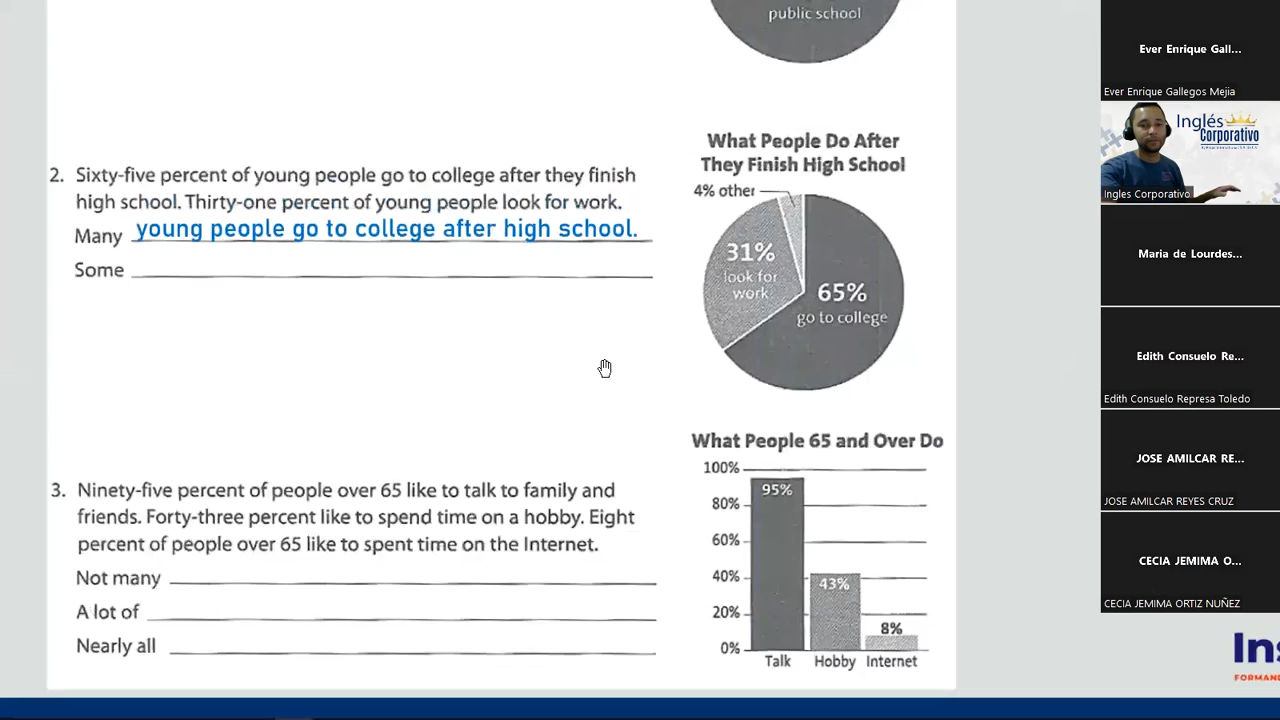 public school
2. Sixty-five percent of young people go to college after they finish
high school. Thirty-one percent of young people look for work.
Many young people go to college after high school.
Some
What People Do After
They Finish High School
4% other
31%
look for
work
65%
go to college
3. Ninety-five percent of people over 65 like to talk to family and
friends. Forty-three percent like to spend time on a hobby. Eight
percent of people over 65 like to spent time on the Internet.
Not many
A lot of
Nearly all
What People 65 and Over Do
100%
80%
60%
40%
20%
0%
95%
43%
8%
Talk Hobby Internet
Ever Enrique Gall...
Ever Enrique Gallegos Mejia
Inglés
Corporativo
Ingles Corporativo
Maria de Lourdes...
Edith Consuelo Re...
Edith Consuelo Represa Toledo
JOSE AMILCAR RE...
JOSE AMILCAR REYES CRUZ
CECIA JEMIMA O...
CECIA JEMIMA ORTIZ NUÑEZ
Ins
FORMAND